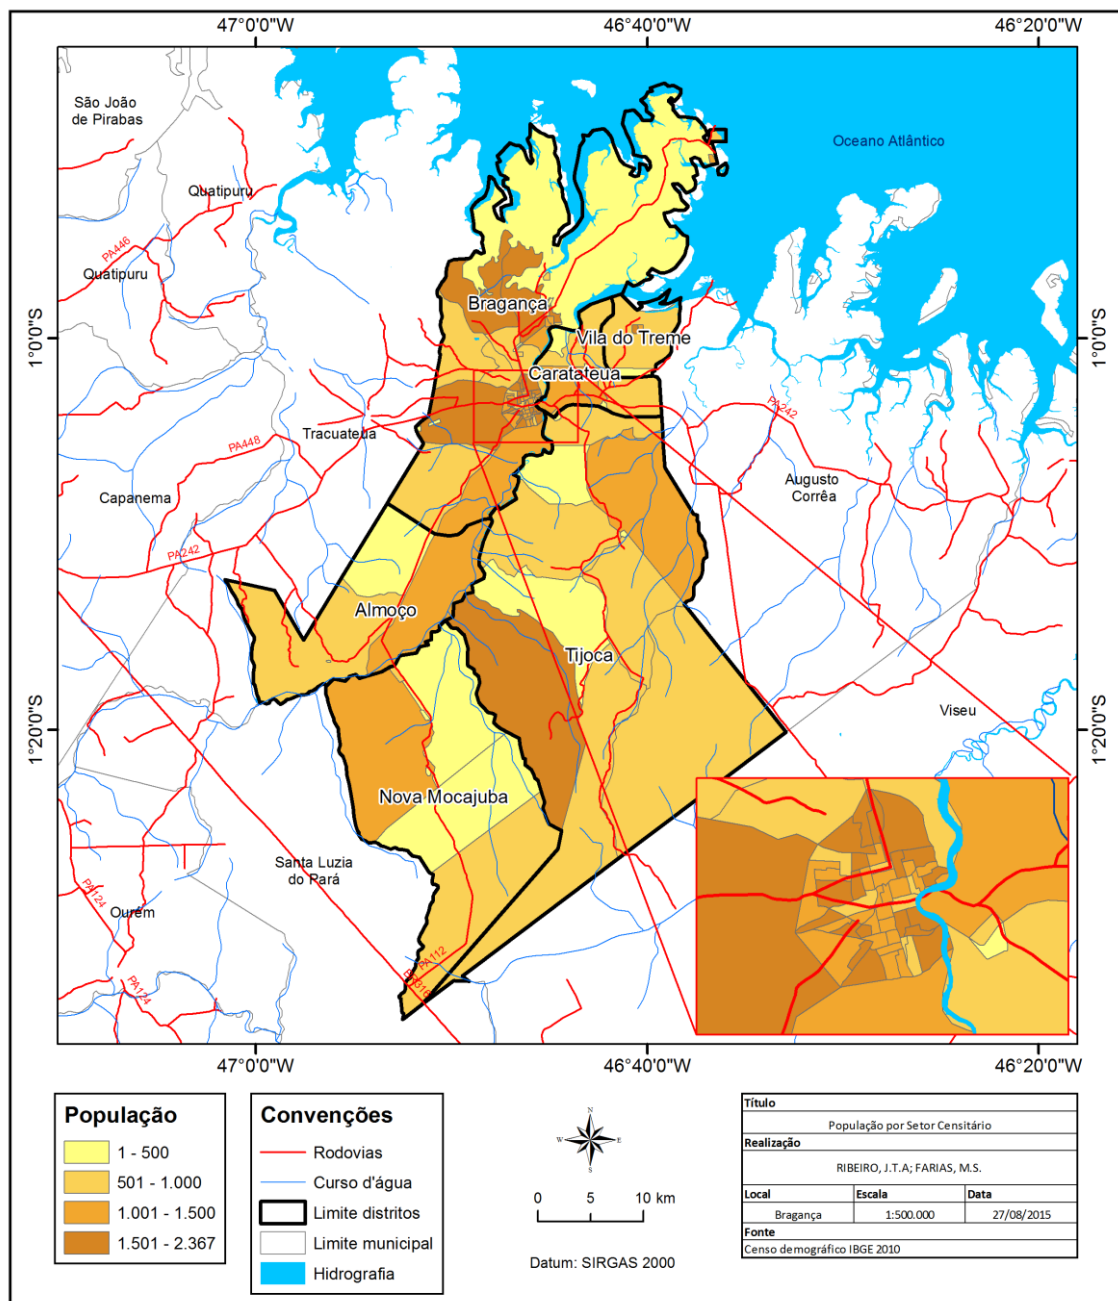 47°0'0"W
46°40'0"W
46°20'0"W
São João
de Pirabas
Oceano Atlântico
Quatipuru
PA446
Quatipuru
Bragança
1°0'0"S
Vila do Treme
1°0'0"S
Caratateua
PA242
Tracuateua
PA448
Augusto
Corrêa
Capanema
PA242
Almoço
Tijoca
Viseu
1°20'0"S
1°20'0"S
Nova Mocajuba
Santa Luzia
do Pará
PA124
Ourém
PA112
BR316
PA124
47°0'0"W
46°40'0"W
46°20'0"W
População
1 - 500
501 - 1.000
1.001 - 1.500
1.501 - 2.367
Convenções
Rodovias
Curso d'água
Limite distritos
Limite municipal
Hidrografia
N
W E
S
0 5 10 km
Datum: SIRGAS 2000
Título
População por Setor Censitário
Realização
RIBEIRO, J.T.A; FARIAS, M.S.
Local Escala Data
Bragança 1:500.000 27/08/2015
Fonte
Censo demográfico IBGE 2010